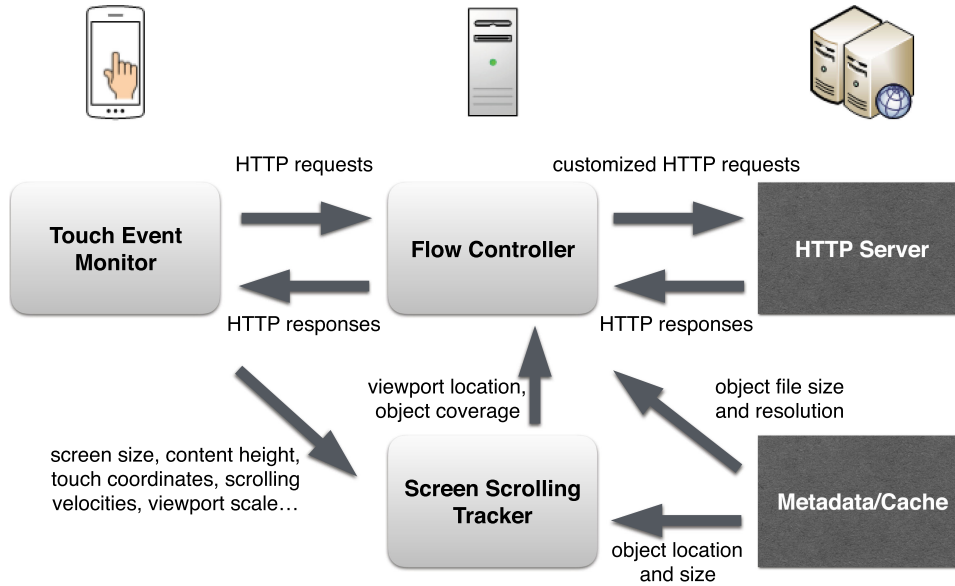 HTTP requests
customized HTTP requests
Touch Event
Monitor
Flow Controller
HTTP Server
HTTP responses
HTTP responses
viewport location,
object coverage
object file size
and resolution
screen size, content height,
touch coordinates, scrolling
velocities, viewport scale…
Screen Scrolling
Tracker
Metadata/Cache
object location
and size